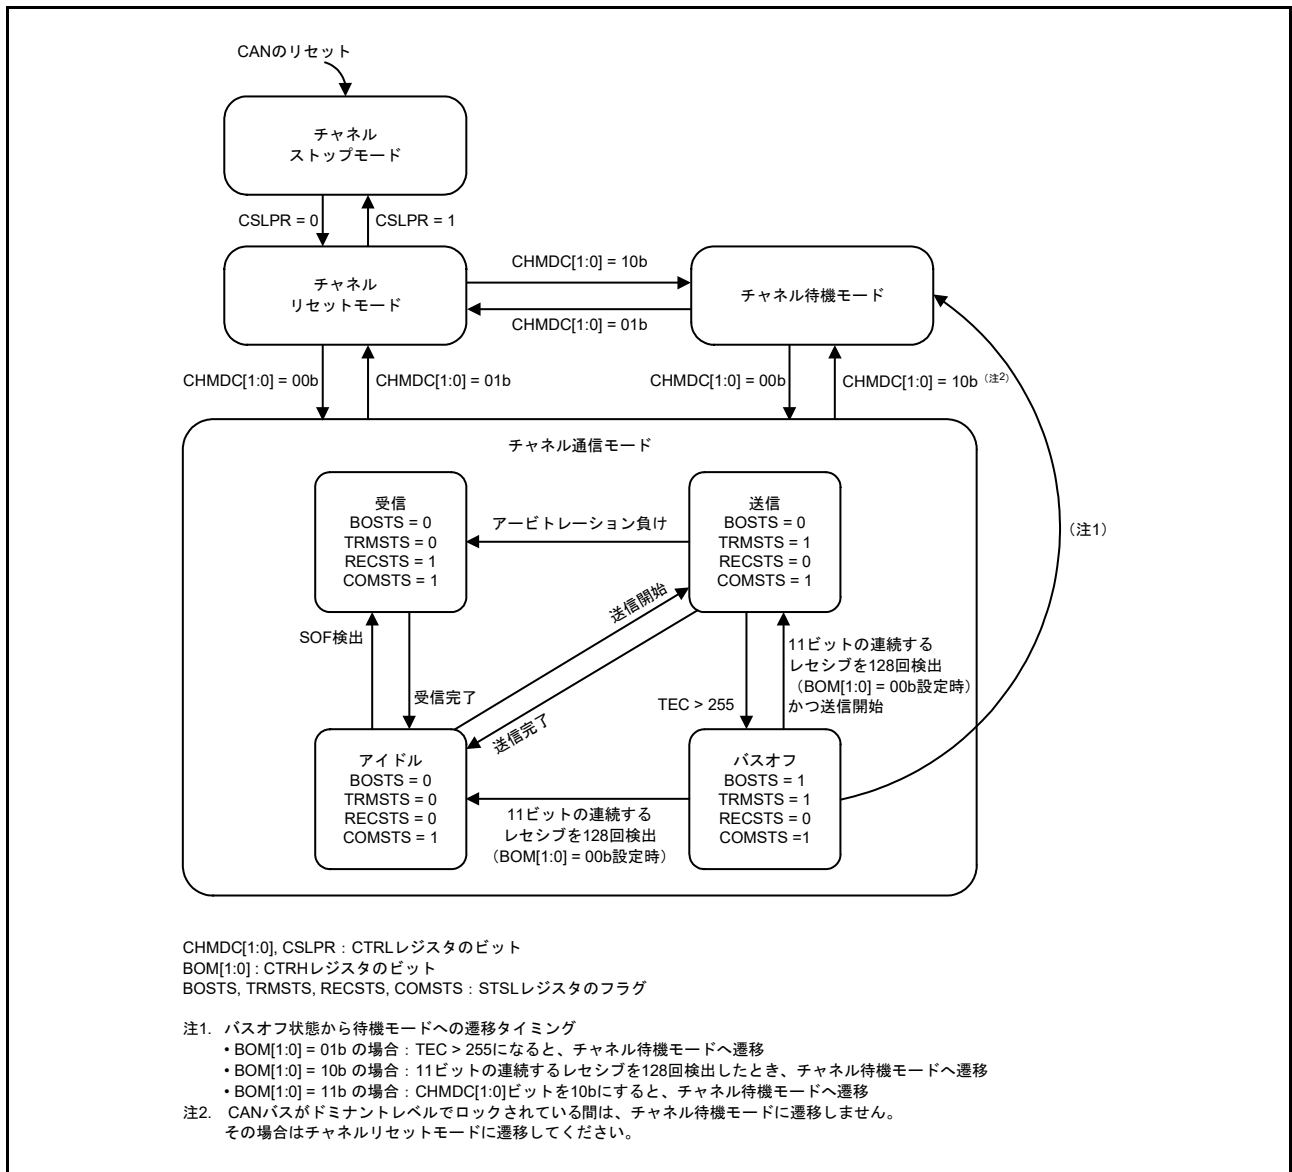 CANのリセット
チャネル
ストップモード
CSLPR = 0
CSLPR = 1
チャネル
リセットモード
CHMDC[1:0] = 10b
CHMDC[1:0] = 01b
チャネル待機モード
CHMDC[1:0] = 00b
CHMDC[1:0] = 01b
CHMDC[1:0] = 00b
CHMDC[1:0] = 10b（注2）
チャネル通信モード
受信
BOSTS = 0
TRMSTS = 0
RECSTS = 1
COMSTS = 1
アービトレーション負け
送信
BOSTS = 0
TRMSTS = 1
RECSTS = 0
COMSTS = 1
（注1）
SOF検出
受信完了
送信開始
送信完了
TEC > 255
11ビットの連続する
レセシブを128回検出
（BOM[1:0] = 00b設定時）
かつ送信開始
アイドル
BOSTS = 0
TRMSTS = 0
RECSTS = 0
COMSTS = 1
11ビットの連続する
レセシブを128回検出
（BOM[1:0] = 00b設定時）
バスオフ
BOSTS = 1
TRMSTS = 1
RECSTS = 0
COMSTS =1
CHMDC[1:0], CSLPR : CTRLレジスタのビット
BOM[1:0] : CTRHレジスタのビット
BOSTS, TRMSTS, RECSTS, COMSTS : STSLレジスタのフラグ
注1. バスオフ状態から待機モードへの遷移タイミング
• BOM[1:0] = 01b の場合 : TEC > 255になると、チャネル待機モードへ遷移
• BOM[1:0] = 10b の場合 : 11ビットの連続するレセシブを128回検出したとき、チャネル待機モードへ遷移
• BOM[1:0] = 11b の場合 : CHMDC[1:0]ビットを10bにすると、チャネル待機モードへ遷移
注2. CANバスがドミナントレベルでロックされている間は、チャネル待機モードに遷移しません。
その場合はチャネルリセットモードに遷移してください。